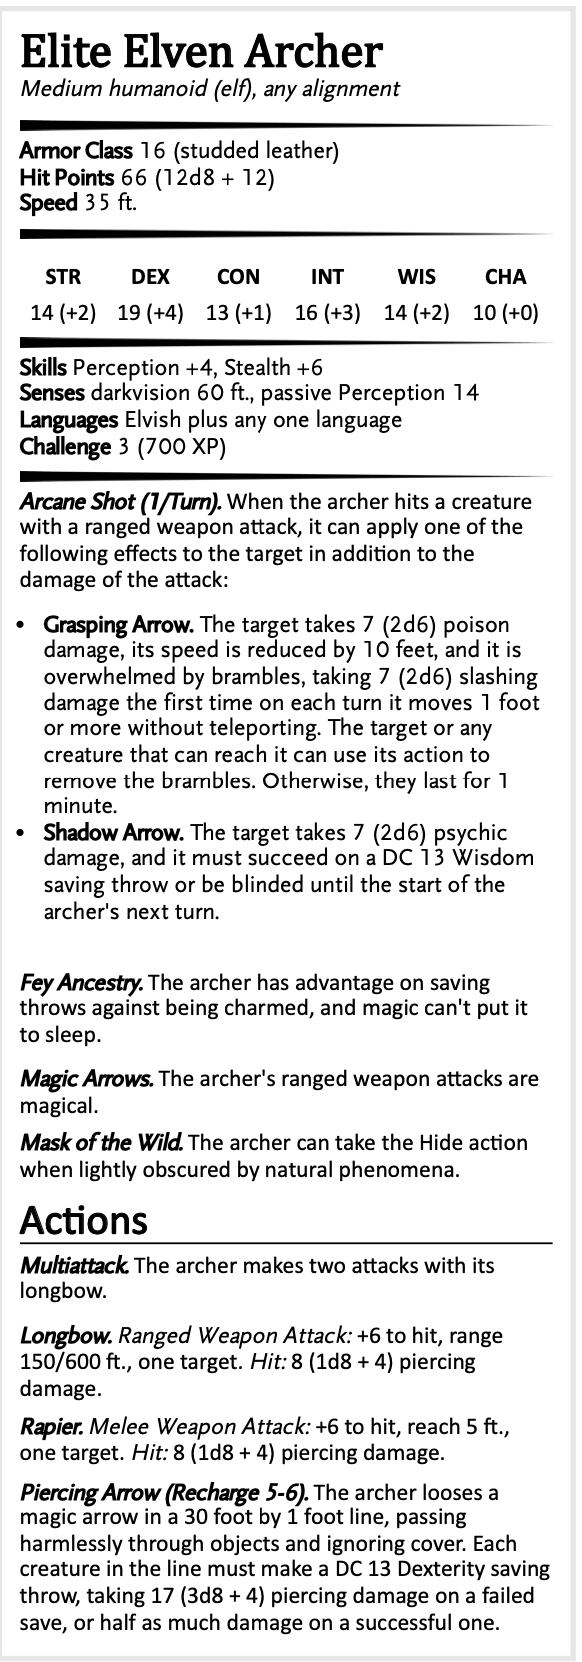 Elite Elven Archer
Medium humanoid (elf), any alignment
Armor Class 16 (studded leather)
Hit Points 66 (12d8 + 12)
Speed 35 ft.
STR DEX CON INT WIS CHA
14 (+2) 19 (+4) 13 (+1) 16 (+3) 14 (+2) 10 (+0)
Skills Perception +4, Stealth +6
Senses darkvision 60 ft., passive Perception 14
Languages Elvish plus any one language
Challenge 3 (700 XP)
Arcane Shot (1/Turn). When the archer hits a creature
with a ranged weapon attack, it can apply one of the
following effects to the target in addition to the
damage of the attack:
• Grasping Arrow. The target takes 7 (2d6) poison
damage, its speed is reduced by 10 feet, and it is
overwhelmed by brambles, taking 7 (2d6) slashing
damage the first time on each turn it moves 1 foot
or more without teleporting. The target or any
creature that can reach it can use its action to
remove the brambles. Otherwise, they last for 1
minute.
• Shadow Arrow. The target takes 7 (2d6) psychic
damage, and it must succeed on a DC 13 Wisdom
saving throw or be blinded until the start of the
archer's next turn.
Fey Ancestry. The archer has advantage on saving
throws against being charmed, and magic can't put it
to sleep.
Magic Arrows. The archer's ranged weapon attacks are
magical.
Mask of the Wild. The archer can take the Hide action
when lightly obscured by natural phenomena.
Actions
Multiattack. The archer makes two attacks with its
longbow.
Longbow. Ranged Weapon Attack: +6 to hit, range
150/600 ft., one target. Hit: 8 (1d8 + 4) piercing
damage.
Rapier. Melee Weapon Attack: +6 to hit, reach 5 ft.,
one target. Hit: 8 (1d8 + 4) piercing damage.
Piercing Arrow (Recharge 5-6). The archer looses a
magic arrow in a 30 foot by 1 foot line, passing
harmlessly through objects and ignoring cover. Each
creature in the line must make a DC 13 Dexterity saving
throw, taking 17 (3d8 + 4) piercing damage on a failed
save, or half as much damage on a successful one.